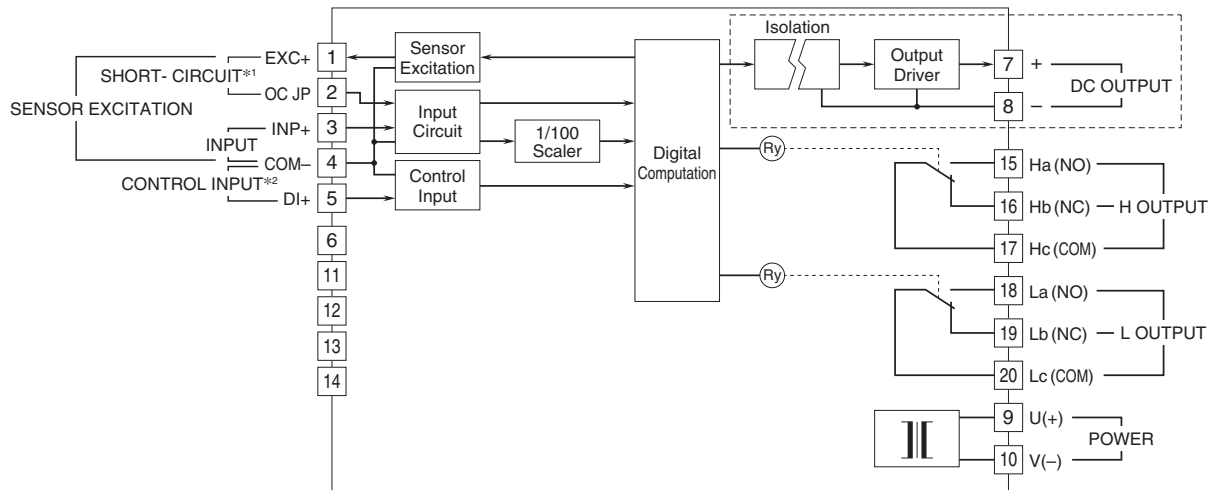 SENSOR EXCITATION
SHORT- CIRCUIT*1
EXC+
1
OC JP
2
INPUT
INP+
3
COM–
4
CONTROL INPUT*2
DI+
5
6
11
12
13
14
Sensor
Excitation
Input
Circuit
1/100
Scaler
Control
Input
Digital
Computation
Isolation
Output
Driver
7
+
8
–
DC OUTPUT
Ry
15
Ha (NO)
16
Hb (NC)
H OUTPUT
17
Hc (COM)
Ry
18
La (NO)
19
Lb (NC)
L OUTPUT
20
Lc (COM)
9
U(+)
POWER
10
V(–)